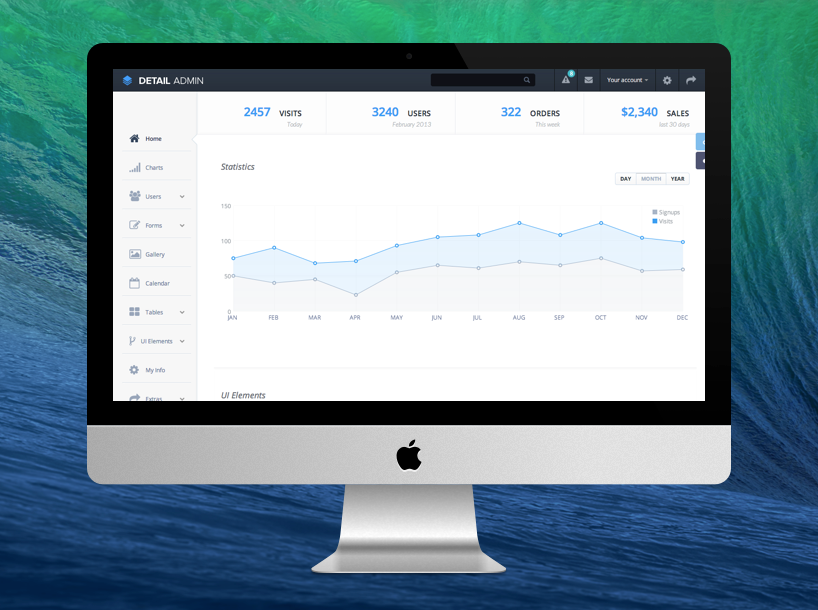 DETAIL ADMIN
8
Your account
2457 VISITS
Today
3240 USERS
February 2013
322 ORDERS
This week
$2,340 SALES
last 30 days
Home
Charts
Users
Forms
Gallery
Calendar
Tables
UI Elements
My Info
Extras
Statistics
DAY MONTH YEAR
Signups
Visits
150
100
50
0
JAN FEB MAR APR MAY JUN JUL AUG SEP OCT NOV DEC
UI Elements